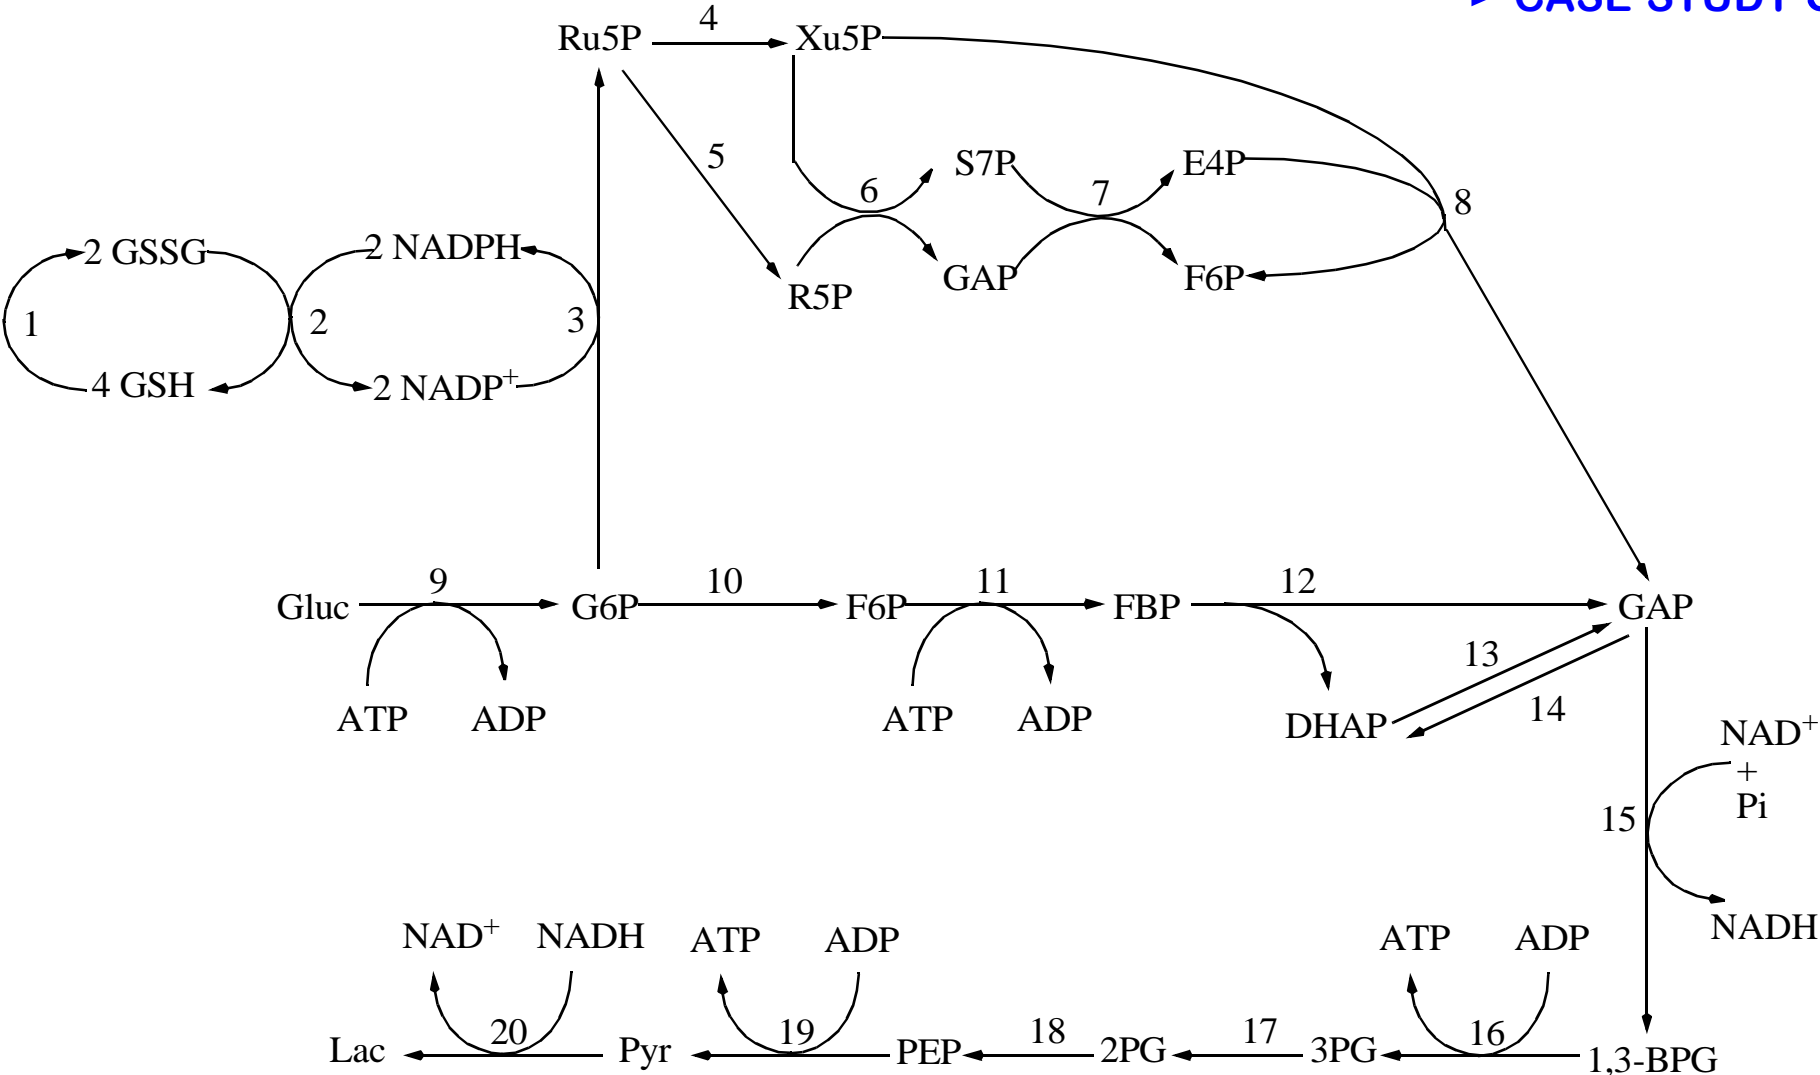 CASE STUDY
Ru5P 4 Xu5P
5 S7P E4P
6 7 8
2 GSSG 2 NADPH
R5P GAP F6P
1 2 3
4 GSH 2 NADP+
9 10 11 12
Gluc G6P F6P FBP GAP
13
ATP ADP ATP ADP DHAP 14
NAD+
+
Pi
15
NADH
NAD+ NADH ATP ADP ATP ADP
20 19 18 17 16
Lac Pyr PEP 2PG 3PG 1,3-BPG